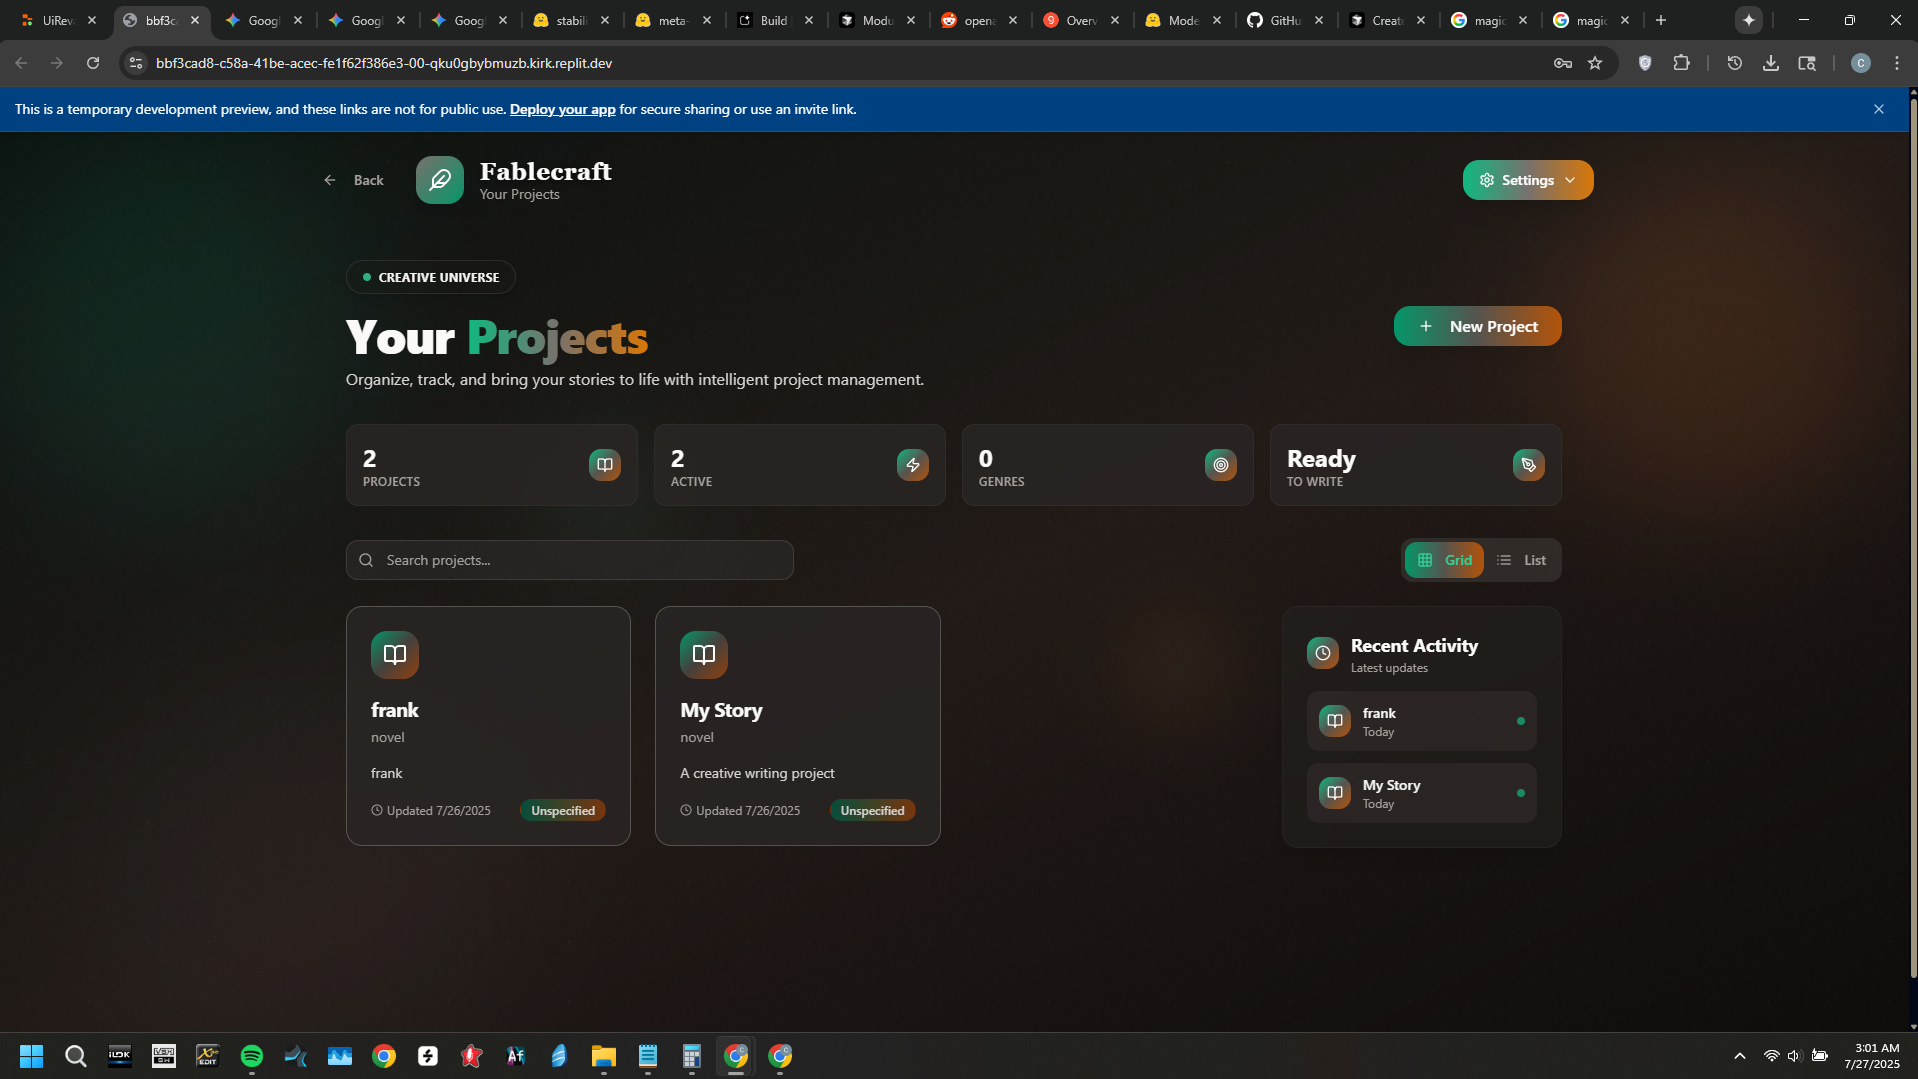 UiRev
bbf3c
Googl
Googl
Googl
stabili
meta-
Build
Modu
opena
Overv
Mode
GitHu
Create
magic
magic
bbf3cad8-c58a-41be-acec-fe1f62f386e3-00-qku0gbybmuzb.kirk.replit.dev
C
This is a temporary development preview, and these links are not for public use. Deploy your app for secure sharing or use an invite link.
Back
Fablecraft
Your Projects
Settings
CREATIVE UNIVERSE
Your Projects
New Project
Organize, track, and bring your stories to life with intelligent project management.
2
PROJECTS
2
ACTIVE
0
GENRES
Ready
TO WRITE
Search projects...
Grid
List
frank
novel
frank
Updated 7/26/2025
Unspecified
My Story
novel
A creative writing project
Updated 7/26/2025
Unspecified
Recent Activity
Latest updates
frank
Today
My Story
Today
EDIT
Af
3:01 AM
7/27/2025